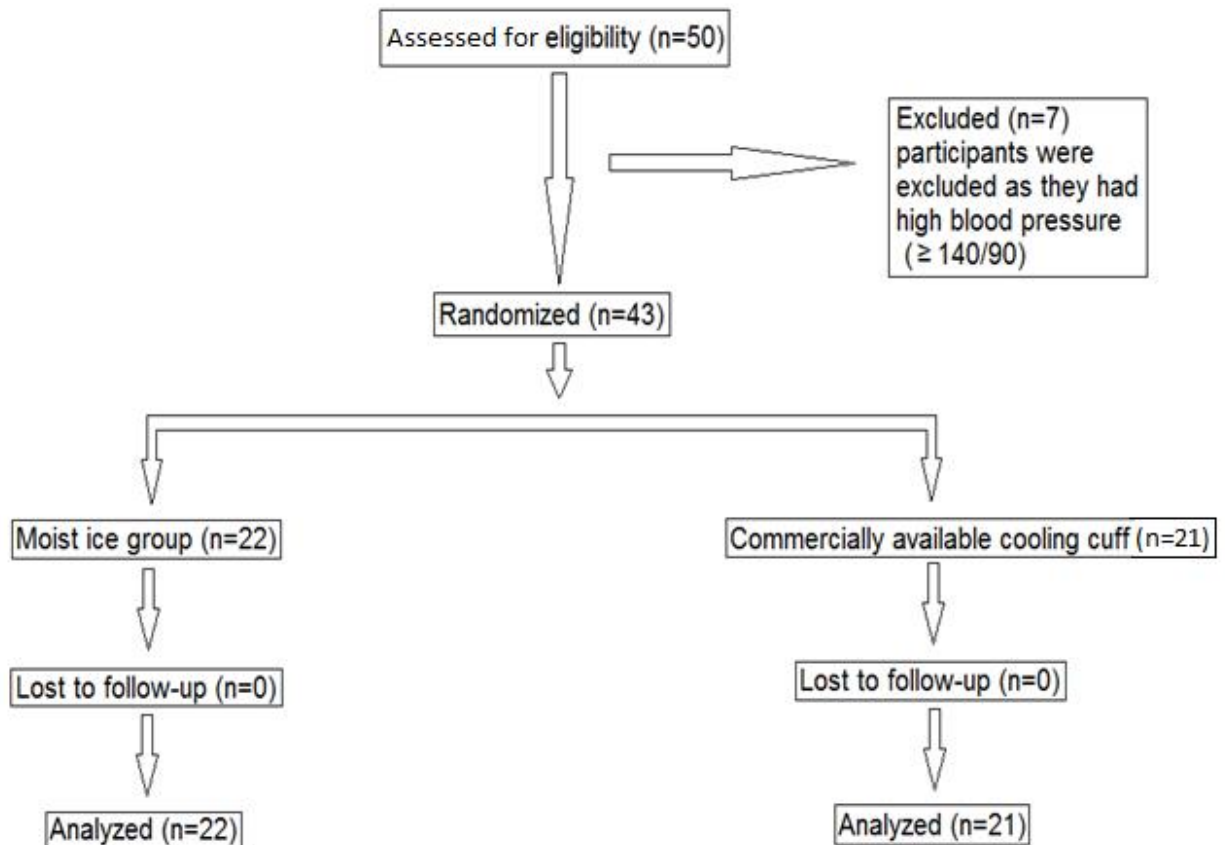 Assessed for eligibility (n=50)
Excluded (n=7)
participants were
excluded as they had
high blood pressure
(≥ 140/90)
Randomized (n=43)
Moist ice group (n=22)
Commercially available cooling cuff (n=21)
Lost to follow-up (n=0)
Lost to follow-up (n=0)
Analyzed (n=22)
Analyzed (n=21)